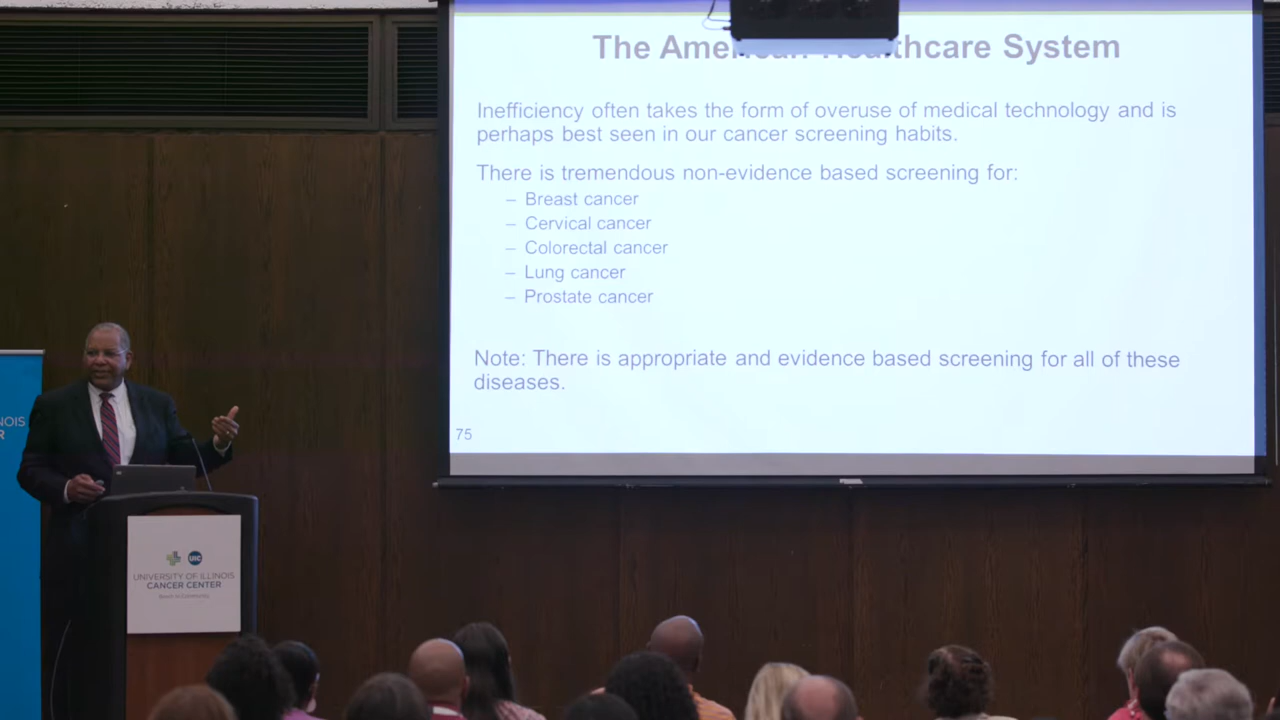 The American Healthcare System
Inefficiency often takes the form of overuse of medical technology and is
perhaps best seen in our cancer screening habits.
There is tremendous non-evidence based screening for:
– Breast cancer
– Cervical cancer
– Colorectal cancer
– Lung cancer
– Prostate cancer
Note: There is appropriate and evidence based screening for all of these
diseases.
75
NOIS
R
UIC
UNIVERSITY OF ILLINOIS
CANCER CENTER